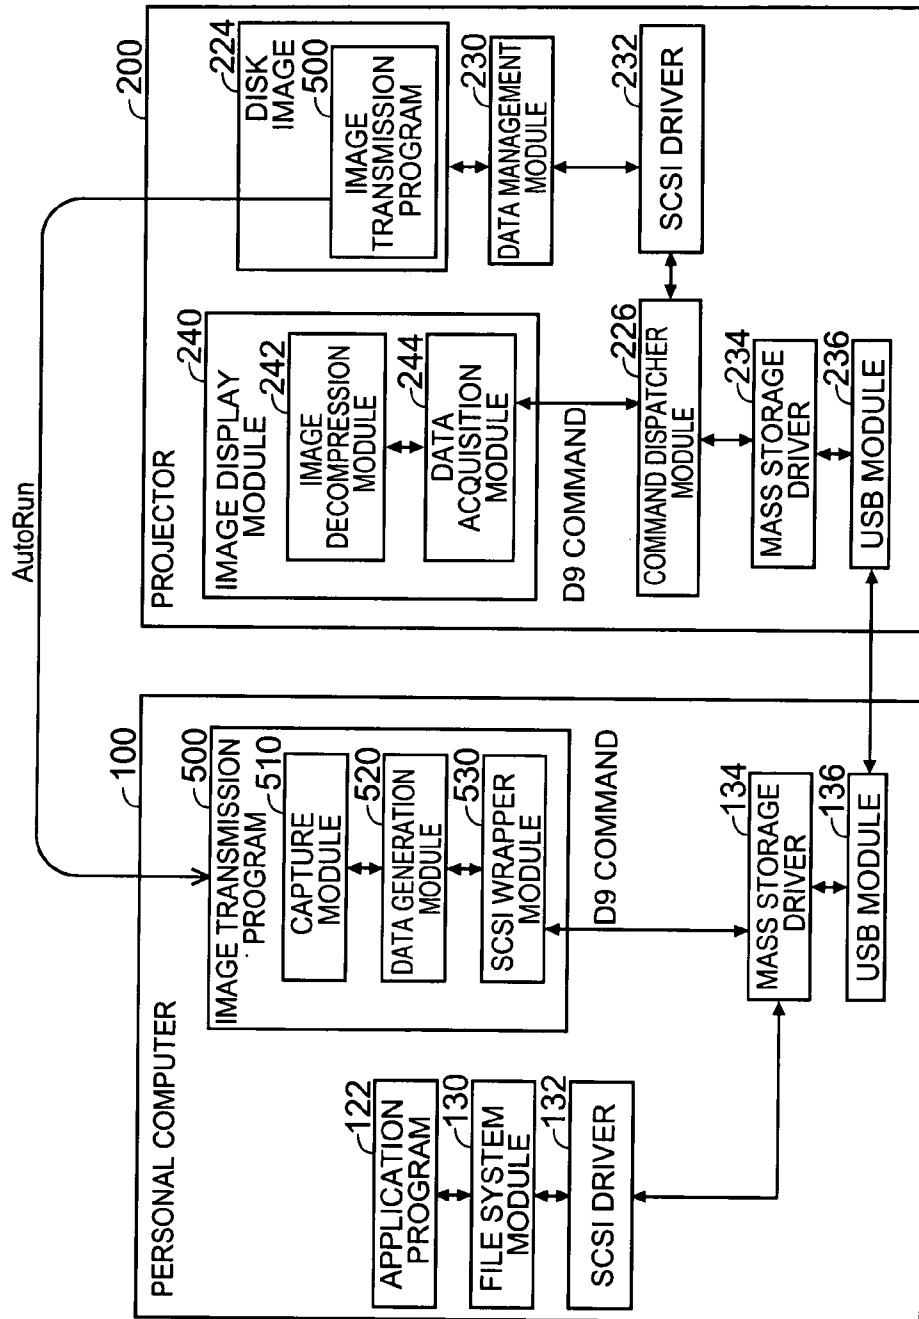 AutoRun
PERSONAL COMPUTER
100
IMAGE TRANSMISSION
PROGRAM
500
CAPTURE
MODULE
510
DATA GENERATION
MODULE
520
SCSI WRAPPER
MODULE
530
D9 COMMAND
APPLICATION
PROGRAM
122
FILE SYSTEM
MODULE
130
SCSI DRIVER
132
MASS STORAGE
DRIVER
134
USB MODULE
136
PROJECTOR
200
IMAGE DISPLAY
MODULE
240
IMAGE
DECOMPRESSION
MODULE
242
DATA
ACQUISITION
MODULE
244
D9 COMMAND
DISK
IMAGE
224
IMAGE
TRANSMISSION
PROGRAM
500
DATA MANAGEMENT
MODULE
230
SCSI DRIVER
232
COMMAND DISPATCHER
MODULE
226
MASS STORAGE
DRIVER
234
USB MODULE
236